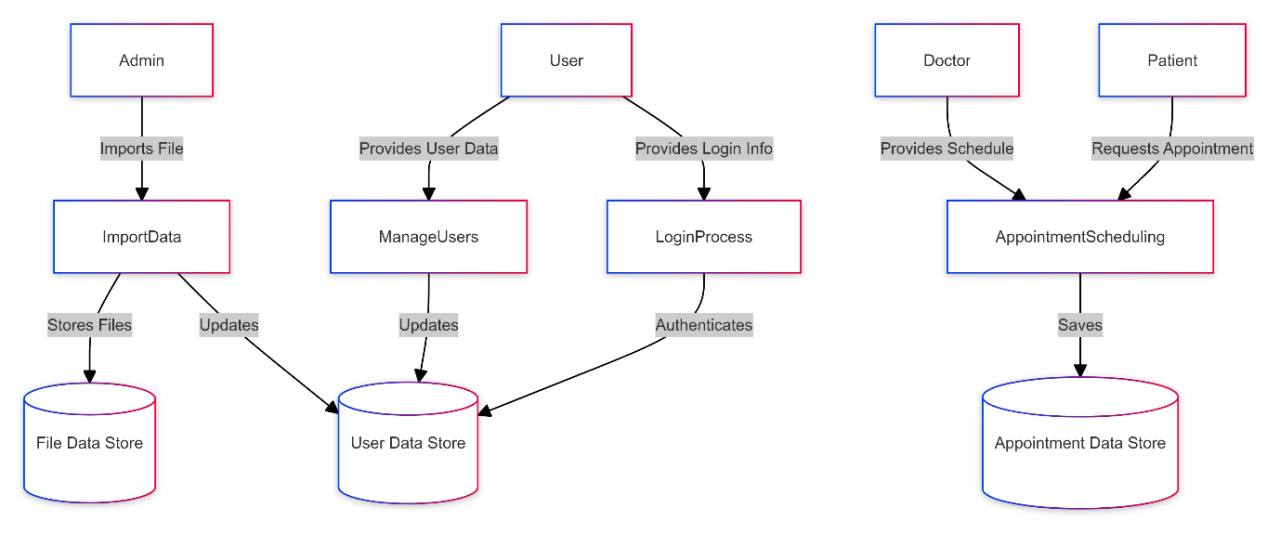 Admin
User
Doctor
Patient
Imports File
Provides User Data
Provides Login Info
Provides Schedule
Requests Appointment
ImportData
ManageUsers
LoginProcess
AppointmentScheduling
Stores Files
Updates
Updates
Authenticates
Saves
File Data Store
User Data Store
Appointment Data Store